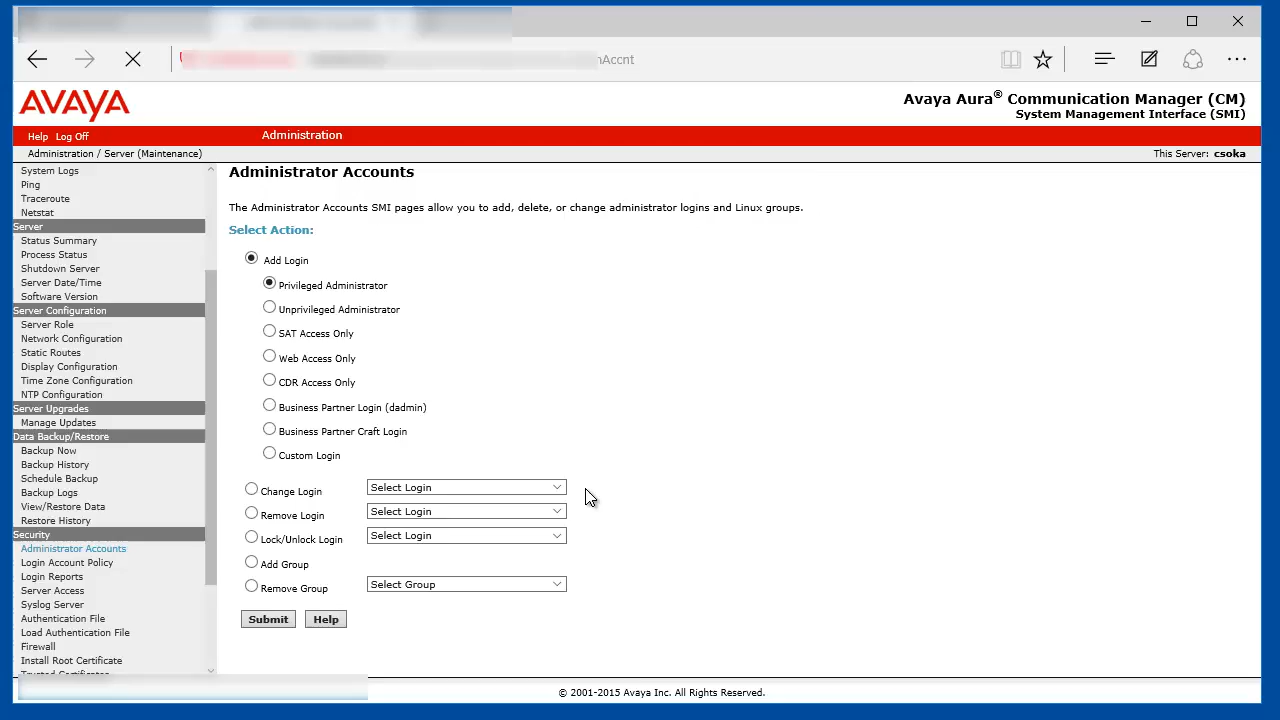 Accnt
AVAYA
Avaya Aura® Communication Manager (CM)
System Management Interface (SMI)
Help Log Off
Administration
Administration / Server (Maintenance)
This Server: csoka
System Logs
Ping
Traceroute
Netstat
Server
Status Summary
Process Status
Shutdown Server
Server Date/Time
Software Version
Server Configuration
Server Role
Network Configuration
Static Routes
Display Configuration
Time Zone Configuration
NTP Configuration
Server Upgrades
Manage Updates
Data Backup/Restore
Backup Now
Backup History
Schedule Backup
Backup Logs
View/Restore Data
Restore History
Security
Administrator Accounts
Login Account Policy
Login Reports
Server Access
Syslog Server
Authentication File
Load Authentication File
Firewall
Install Root Certificate
Trusted Certificates
Administrator Accounts
The Administrator Accounts SMI pages allow you to add, delete, or change administrator logins and Linux groups.
Select Action:
Add Login
Privileged Administrator
Unprivileged Administrator
SAT Access Only
Web Access Only
CDR Access Only
Business Partner Login (dadmin)
Business Partner Craft Login
Custom Login
Change Login Select Login
Remove Login Select Login
Lock/Unlock Login Select Login
Add Group
Remove Group Select Group
Submit Help
© 2001-2015 Avaya Inc. All Rights Reserved.